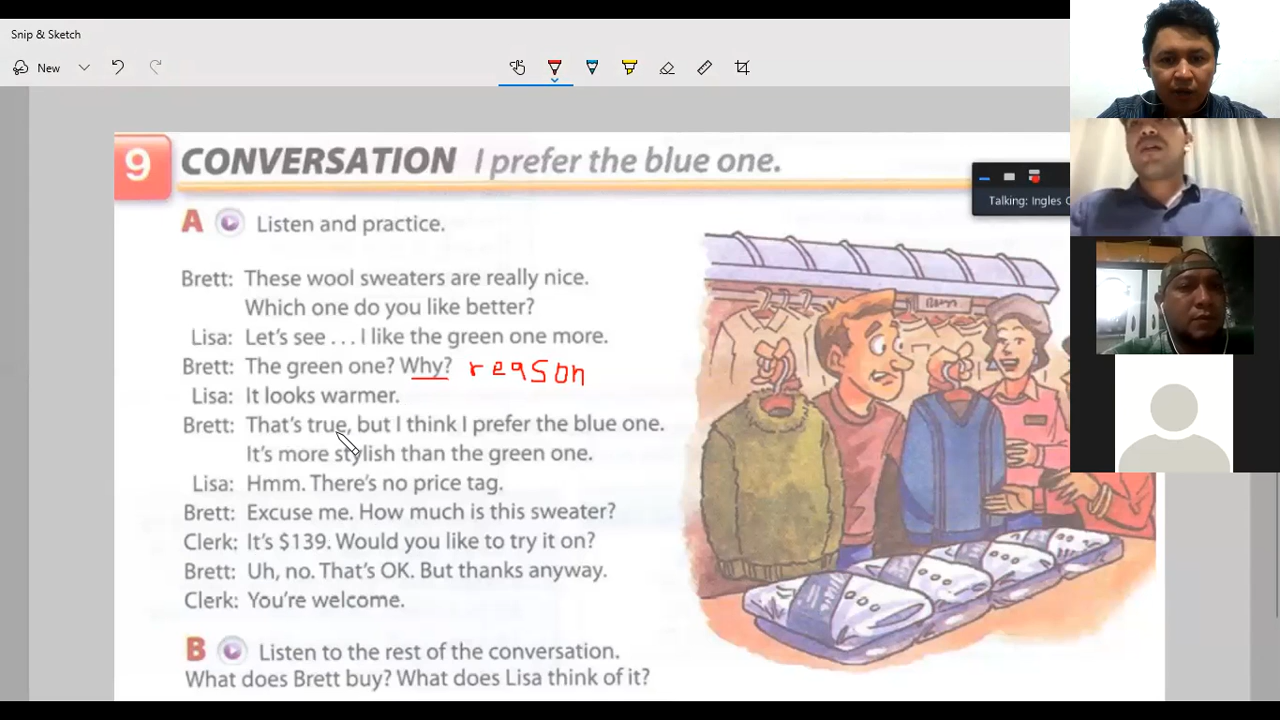 Snip & Sketch
New
9 CONVERSATION I prefer the blue one.
Talking: Ingles
A Listen and practice.
Brett: These wool sweaters are really nice.
Which one do you like better?
Lisa: Let's see . . . I like the green one more.
Brett: The green one? Why? reason
Lisa: It looks warmer.
Brett: That's true, but I think I prefer the blue one.
It's more stylish than the green one.
Lisa: Hmm. There's no price tag.
Brett: Excuse me. How much is this sweater?
Clerk: It's $139. Would you like to try it on?
Brett: Uh, no. That's OK. But thanks anyway.
Clerk: You're welcome.
B Listen to the rest of the conversation.
What does Brett buy? What does Lisa think of it?